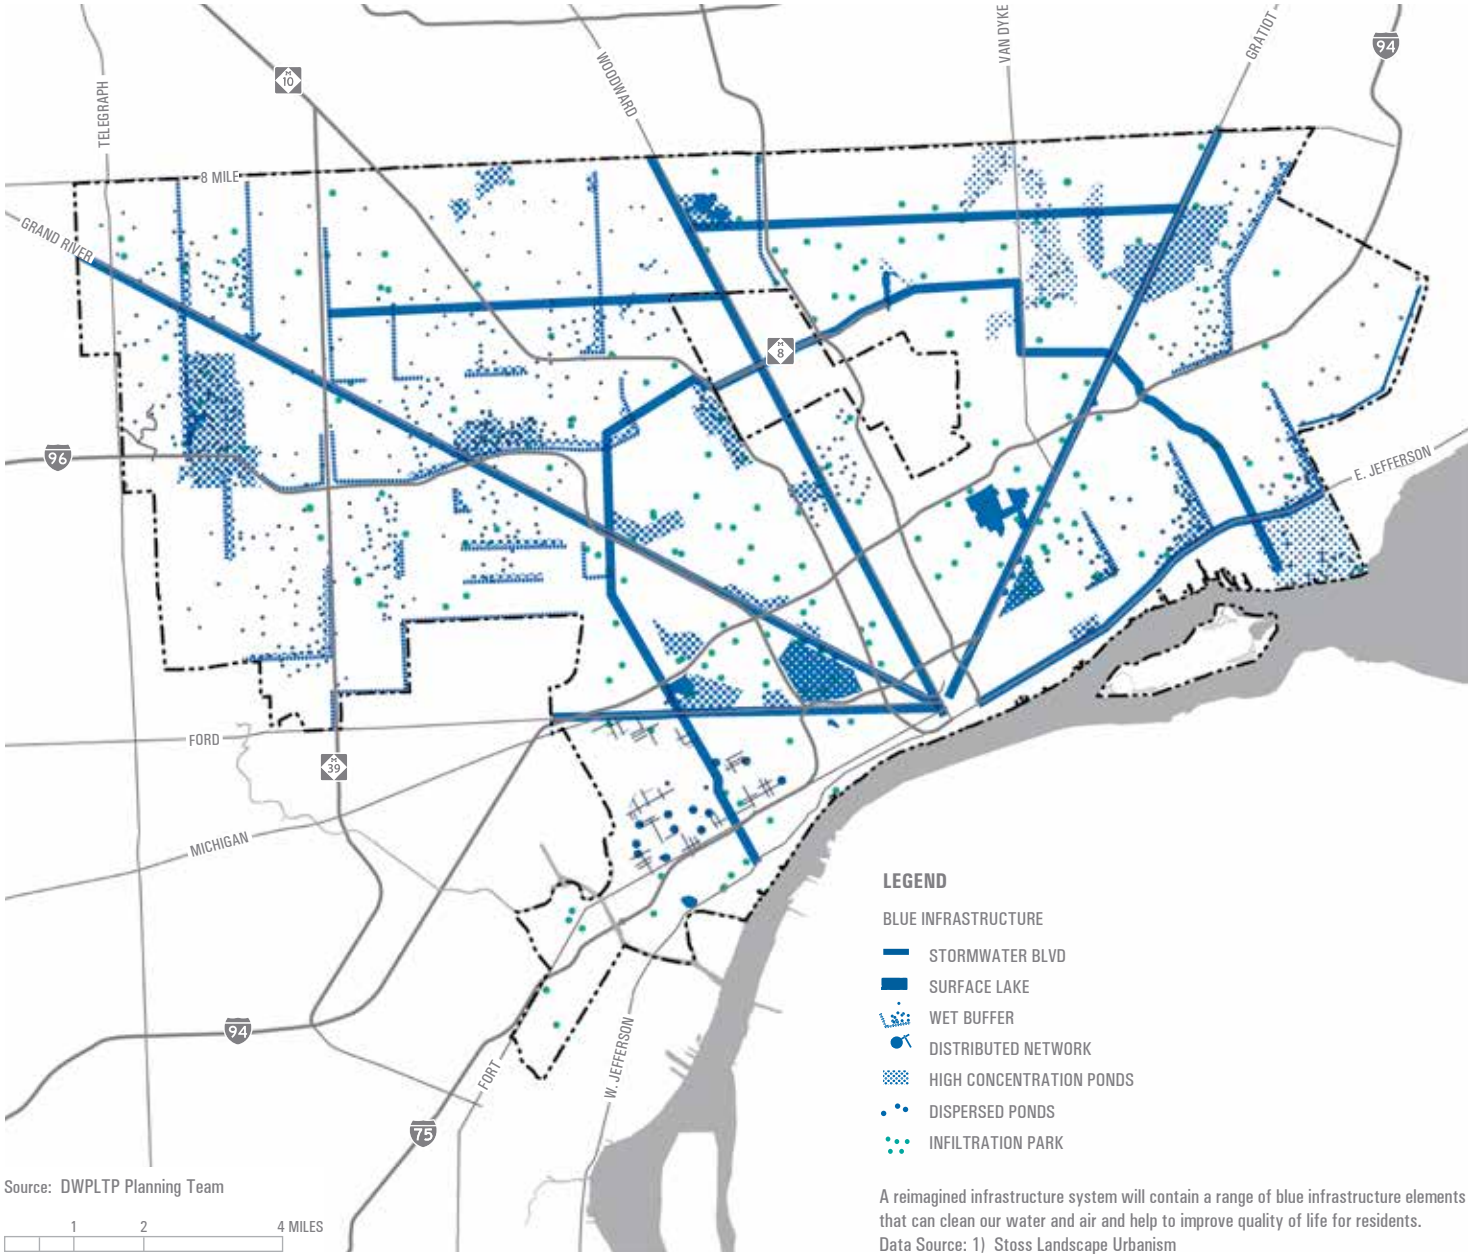 WOODWARD
VAN DYKE
GRATIOT
94
M
10
TELEGRAPH
8 MILE
GRAND RIVER
M
8
96
E. JEFFERSON
FORD
M
39
MICHIGAN
94
FORT
W. JEFFERSON
75
LEGEND
BLUE INFRASTRUCTURE
STORMWATER BLVD
SURFACE LAKE
WET BUFFER
DISTRIBUTED NETWORK
HIGH CONCENTRATION PONDS
DISPERSED PONDS
INFILTRATION PARK
Source: DWPLTP Planning Team
1 2 4 MILES
A reimagined infrastructure system will contain a range of blue infrastructure elements
that can clean our water and air and help to improve quality of life for residents.
Data Source: 1) Stoss Landscape Urbanism